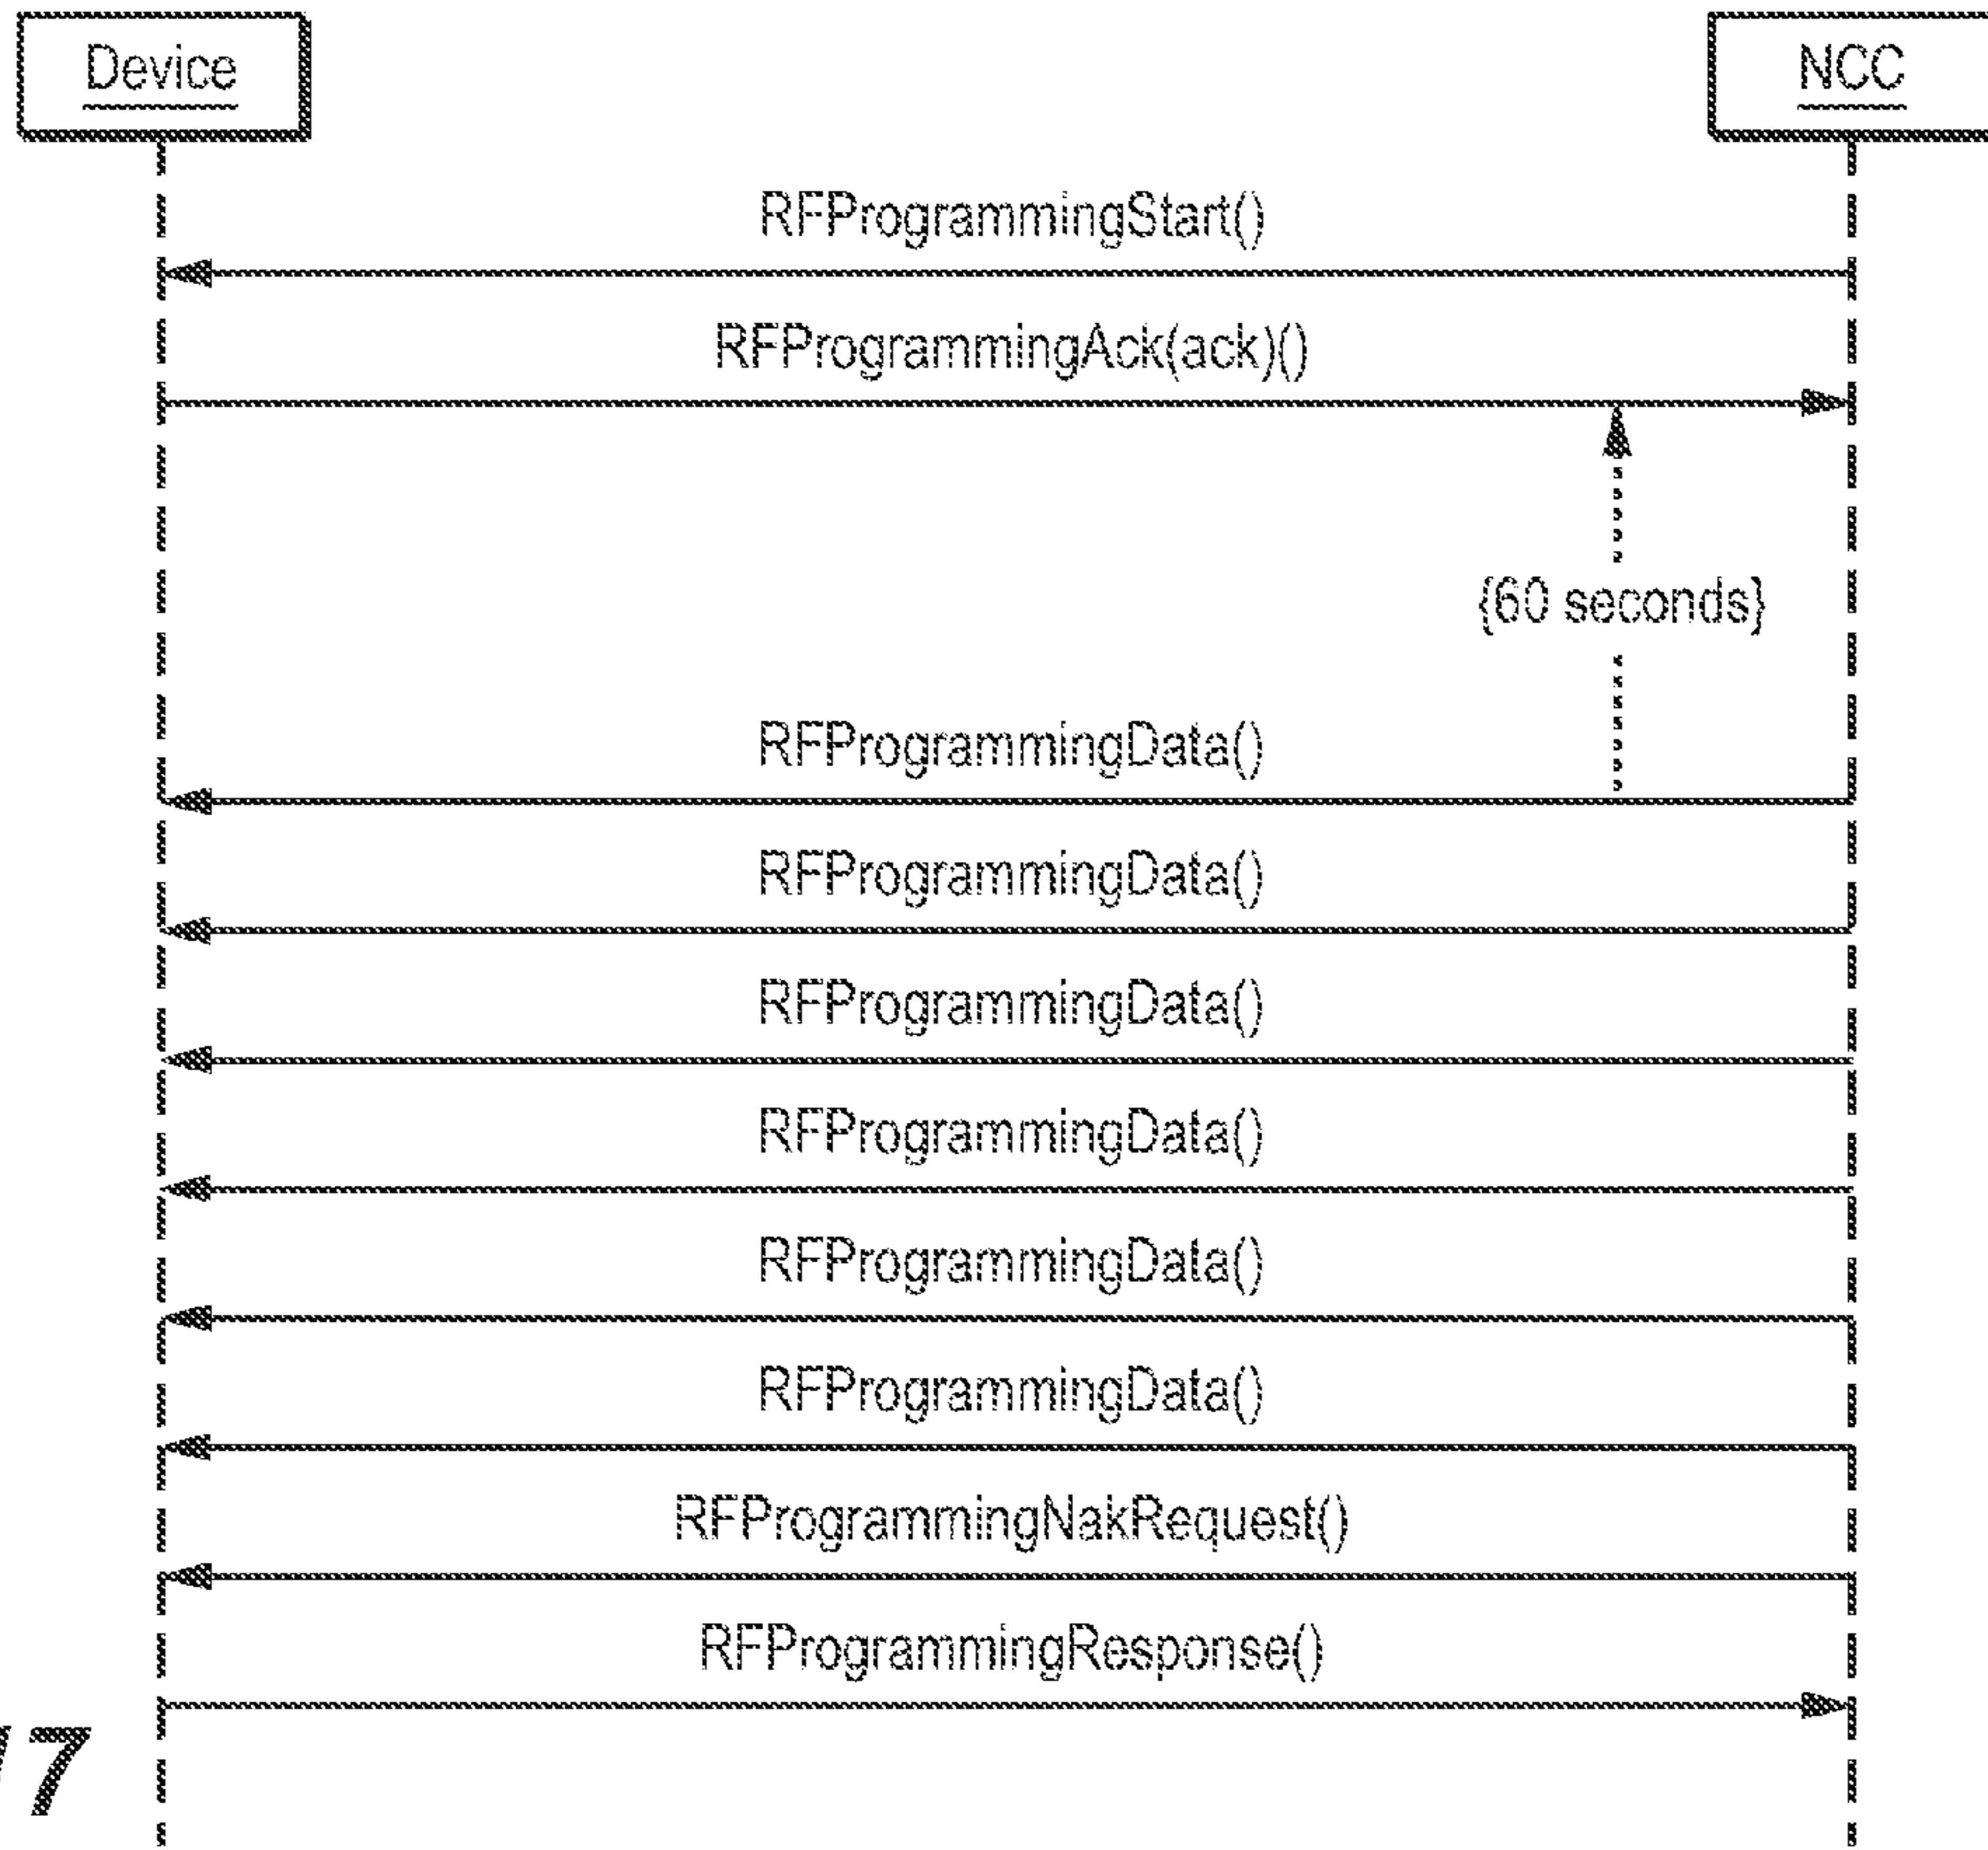 Device
NCC
RFProgrammingStart()
RFProgrammingAck(ack)()
{60 seconds}
RFProgrammingData()
RFProgrammingData()
RFProgrammingData()
RFProgrammingData()
RFProgrammingData()
RFProgrammingData()
RFProgrammingNakRequest()
RFProgrammingResponse()
7